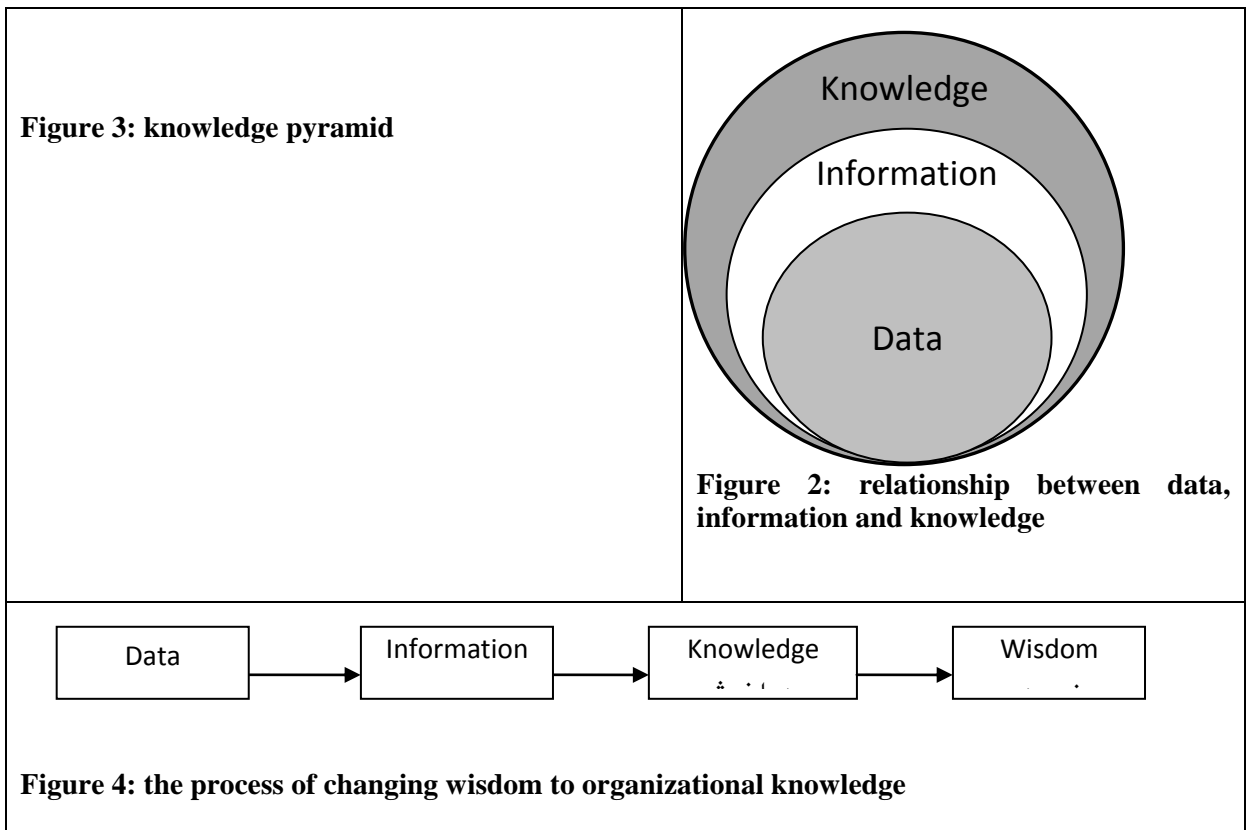 Figure 3: knowledge pyramid
Knowledge
Information
Data
Figure 2: relationship between data,
information and knowledge
Data
Information
Knowledge
Wisdom
Figure 4: the process of changing wisdom to organizational knowledge